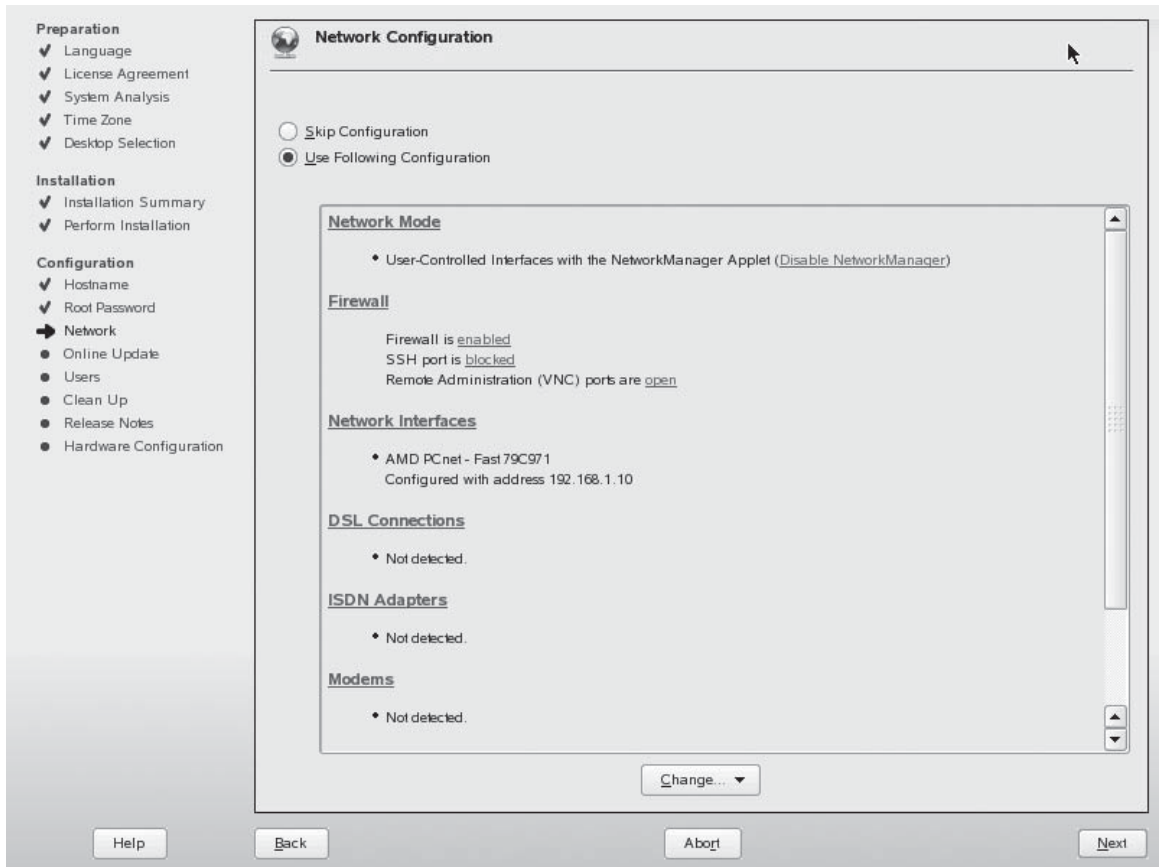 Preparation
Language
License Agreement
System Analysis
Time Zone
Desktop Selection
Installation
Installation Summary
Perform Installation
Configuration
Hostname
Root Password
Network
Online Update
Users
Clean Up
Release Notes
Hardware Configuration
Network Configuration
Skip Configuration
Use Following Configuration
Network Mode
• User-Controlled Interfaces with the NetworkManager Applet (Disable NetworkManager)
Firewall
Firewall is enabled
SSH port is blocked
Remote Administration (VNC) ports are open
Network Interfaces
• AMD PCnet - Fast 79C971
Configured with address 192.168.1.10
DSL Connections
• Not detected.
ISDN Adapters
• Not detected.
Modems
• Not detected.
Change...
Help
Back
Abort
Next